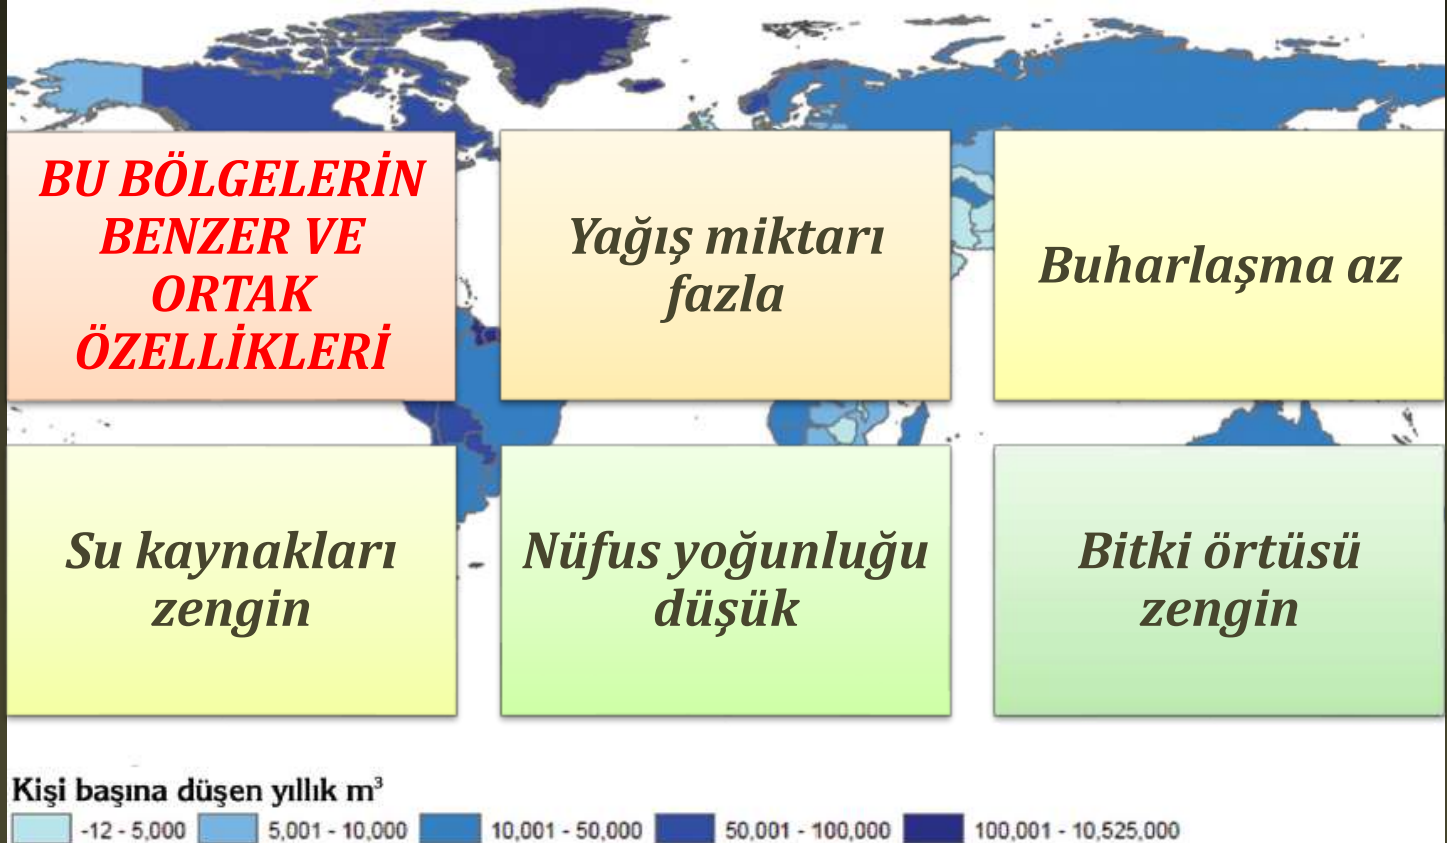 BU BÖLGELERİN
BENZER VE
ORTAK
ÖZELLİKLERİ
Yağış miktarı
fazla
Buharlaşma az
Su kaynakları
zengin
Nüfus yoğunluğu
düşük
Bitki örtüsü
zengin
Kişi başına düşen yıllık m³
-12 - 5,000 5,001 - 10,000 10,001 - 50,000 50,001 - 100,000 100,001 - 10,525,000